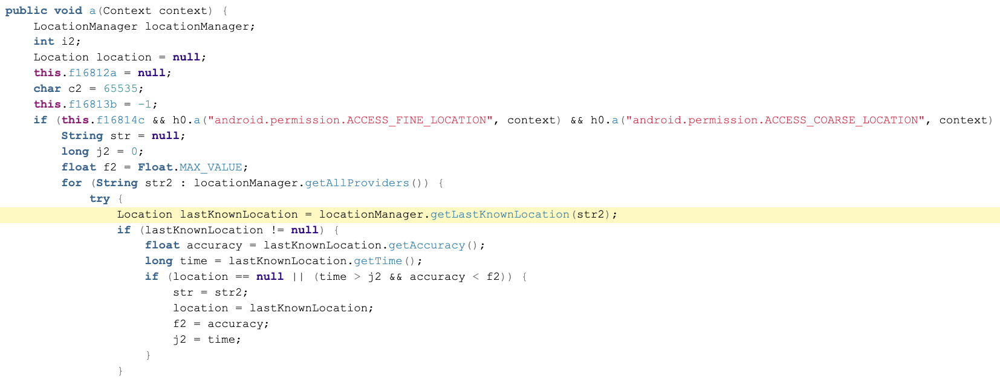 public void a(Context context) {
    LocationManager locationManager;
    int i2;
    Location location = null;
    this.f16812a = null;
    char c2 = 65535;
    this.f16813b = -1;
    if (this.f16814c && h0.a("android.permission.ACCESS_FINE_LOCATION", context) && h0.a("android.permission.ACCESS_COARSE_LOCATION", context)
        String str = null;
        long j2 = 0;
        float f2 = Float.MAX_VALUE;
        for (String str2 : locationManager.getAllProviders()) {
            try {
                Location lastKnownLocation = locationManager.getLastKnownLocation(str2);
                if (lastKnownLocation != null) {
                    float accuracy = lastKnownLocation.getAccuracy();
                    long time = lastKnownLocation.getTime();
                    if (location == null || (time > j2 && accuracy < f2)) {
                        str = str2;
                        location = lastKnownLocation;
                        f2 = accuracy;
                        j2 = time;
                    }
                }